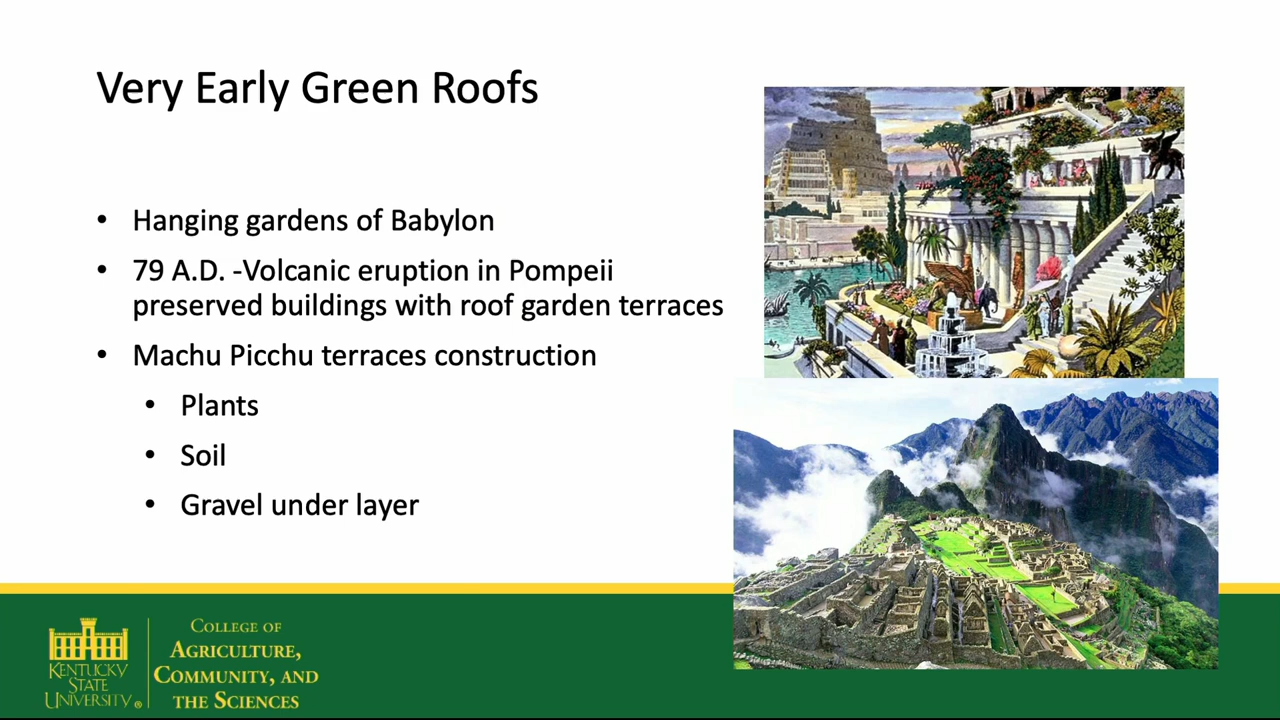 Very Early Green Roofs
• Hanging gardens of Babylon
• 79 A.D. -Volcanic eruption in Pompeii
preserved buildings with roof garden terraces
• Machu Picchu terraces construction
• Plants
• Soil
• Gravel under layer
KENTUCKY
STATE
UNIVERSITY®
COLLEGE OF
AGRICULTURE,
COMMUNITY, AND
THE SCIENCES